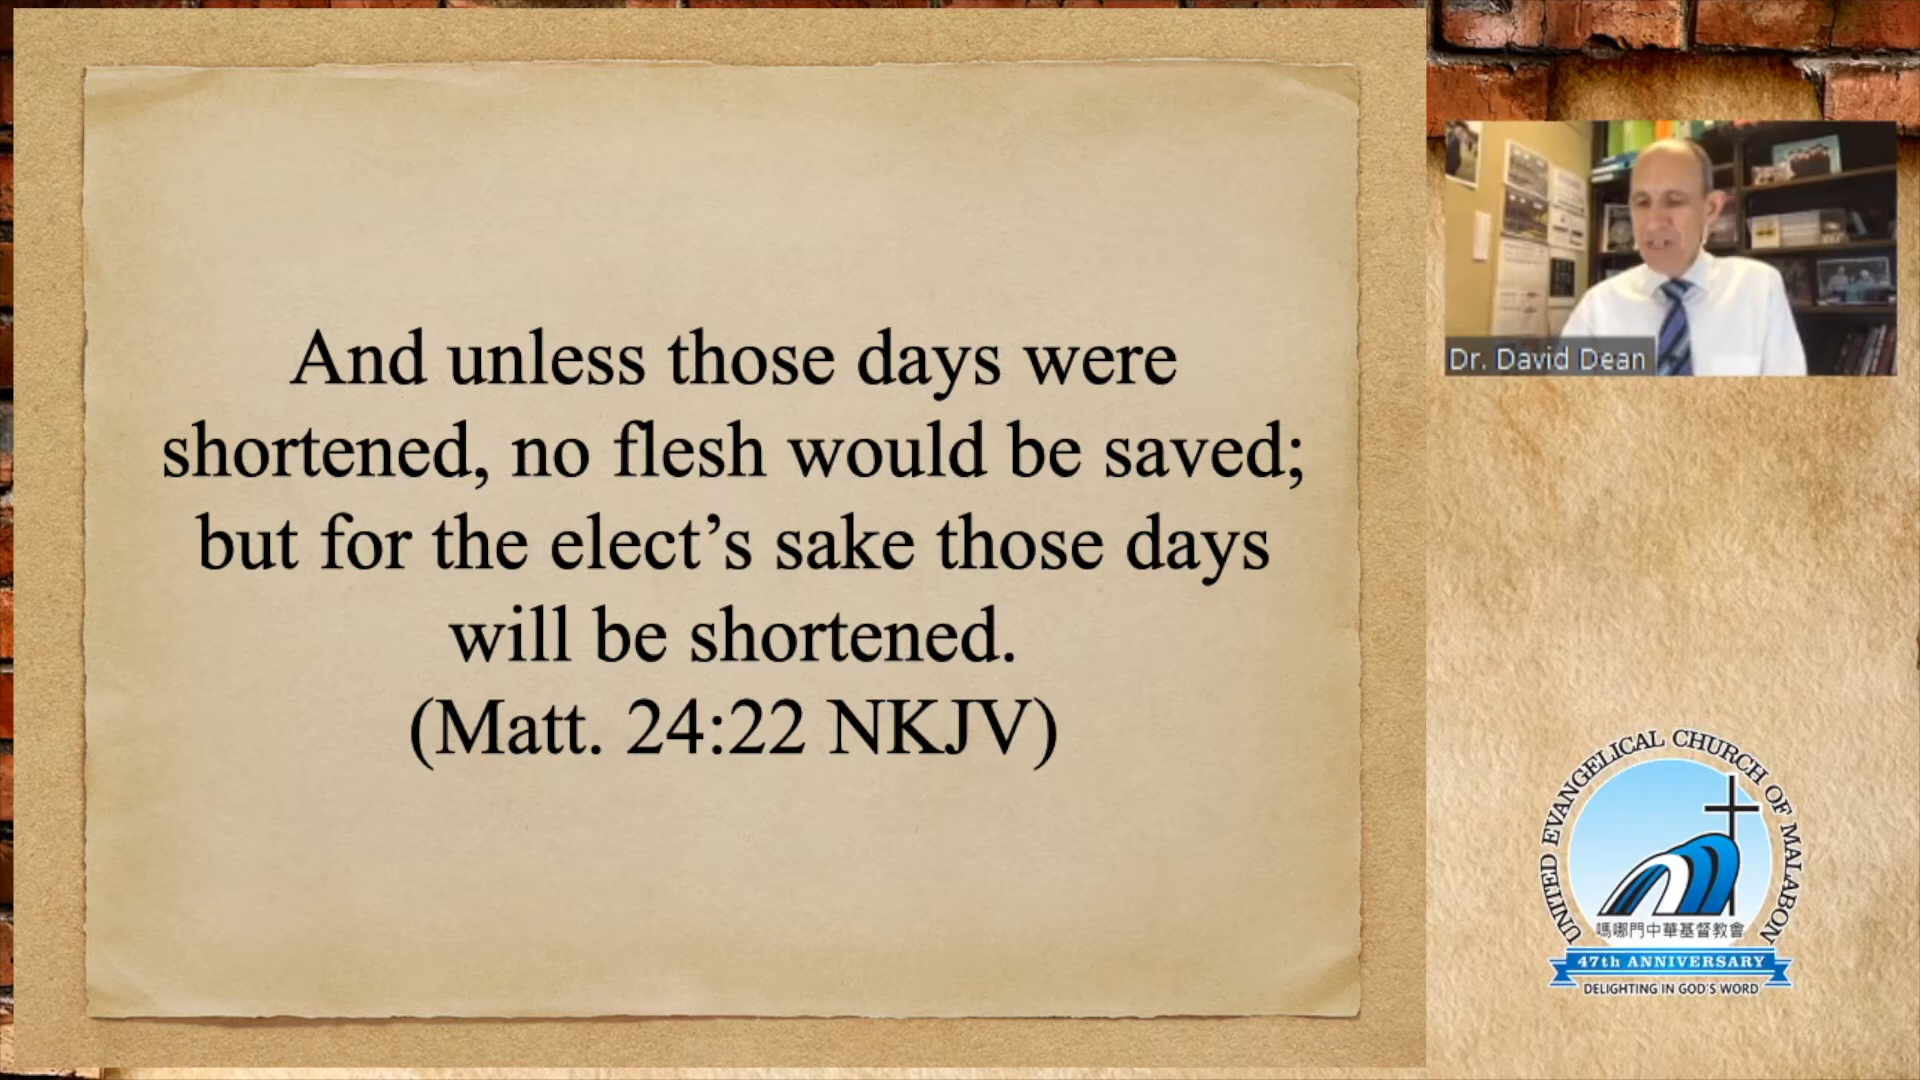 And unless those days were
shortened, no flesh would be saved;
but for the elect’s sake those days
will be shortened.
(Matt. 24:22 NKJV)
Dr. David Dean
UNITED EVANGELICAL CHURCH OF MALABON
嗎哪門中華基督教會
47th ANNIVERSARY
DELIGHTING IN GOD'S WORD